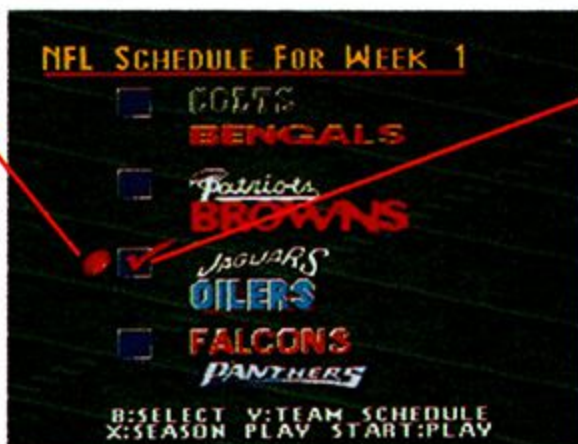 NFL SCHEDULE FOR WEEK 1
COLTS
BENGALS
Patriots
BROWNS
JAGUARS
OILERS
FALCONS
PANTHERS
B:SELECT Y:TEAM SCHEDULE
X:SEASON PLAY START:PLAY